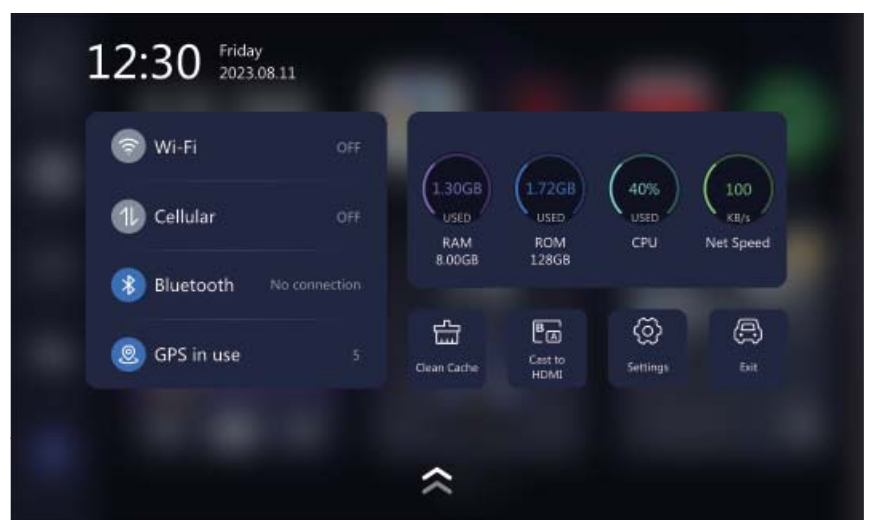 12:30
Friday
2023.08.11
Wi-Fi OFF
Cellular OFF
Bluetooth No connection
GPS in use 5
1.30GB
USED
RAM
8.00GB
1.72GB
USED
ROM
128GB
40%
USED
CPU
100
KB/s
Net Speed
Clean Cache
B
A
Cast to
HDMI
Settings
Exit